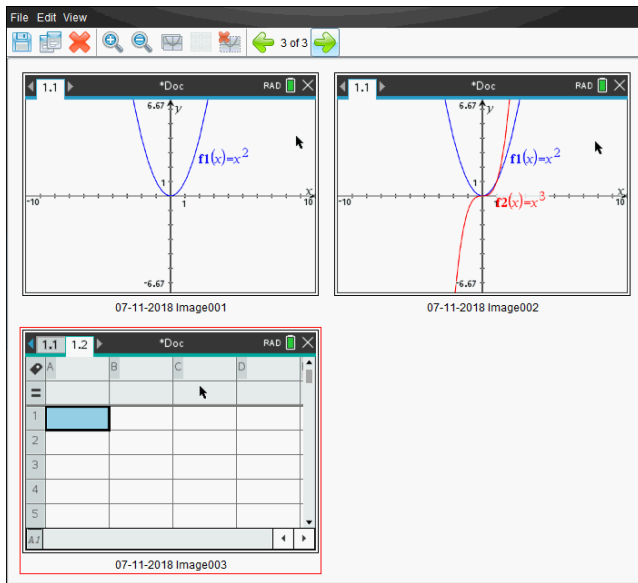 File Edit View
3 of 3
1.1 *Doc RAD
6.67 y
f1(x)=x²
1
x
-10 1 10
-6.67
07-11-2018 Image001
1.1 *Doc RAD
6.67 y
f1(x)=x²
1
x
-10 1 10
f2(x)=x³
-6.67
07-11-2018 Image002
1.1 1.2 *Doc RAD
A B C D
=
1
2
3
4
5
A1
07-11-2018 Image003